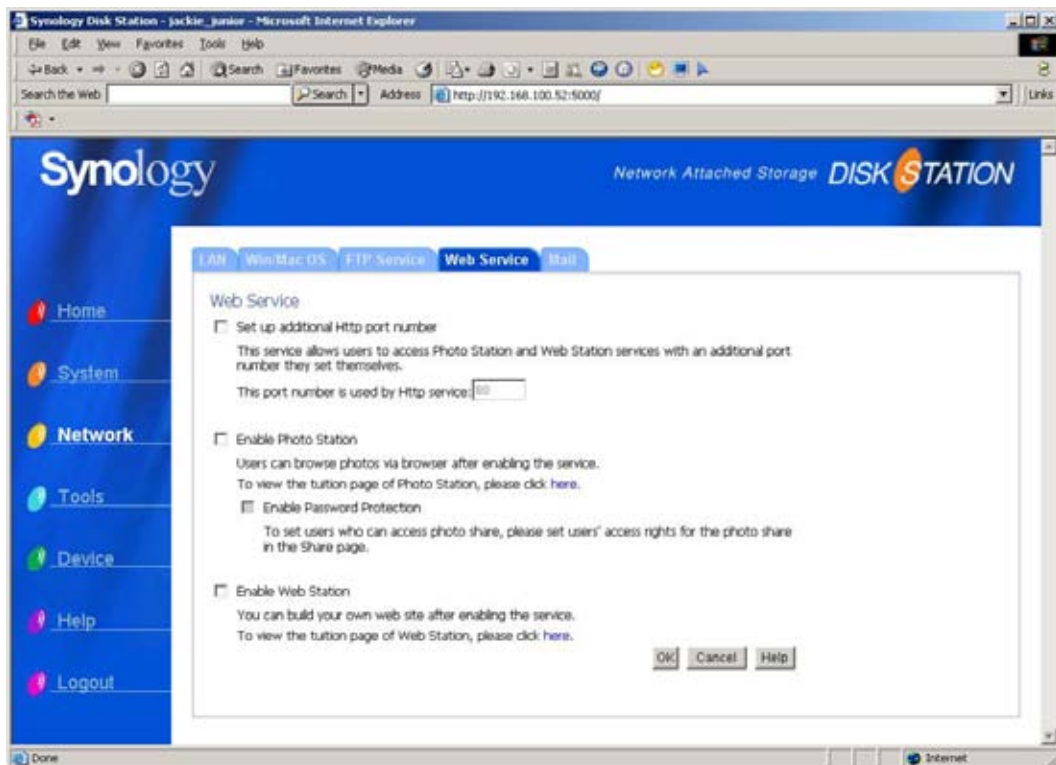 Synology Disk Station - jackie_junior - Microsoft Internet Explorer
File Edit View Favorites Tools Help
Back Search Favorites Media
Search the Web Search Address http://192.168.100.52:5000/ Links
Synology
Network Attached Storage DISK STATION
LAN Win/Mac OS FTP Service Web Service Mail
Home
System
Network
Tools
Device
Help
Logout
Web Service
Set up additional Http port number
This service allows users to access Photo Station and Web Station services with an additional port
number they set themselves.
This port number is used by Http service: 80
Enable Photo Station
Users can browse photos via browser after enabling the service.
To view the tuition page of Photo Station, please click here.
Enable Password Protection
To set users who can access photo share, please set users' access rights for the photo share
in the Share page.
Enable Web Station
You can build your own web site after enabling the service.
To view the tuition page of Web Station, please click here.
OK Cancel Help
Done Internet